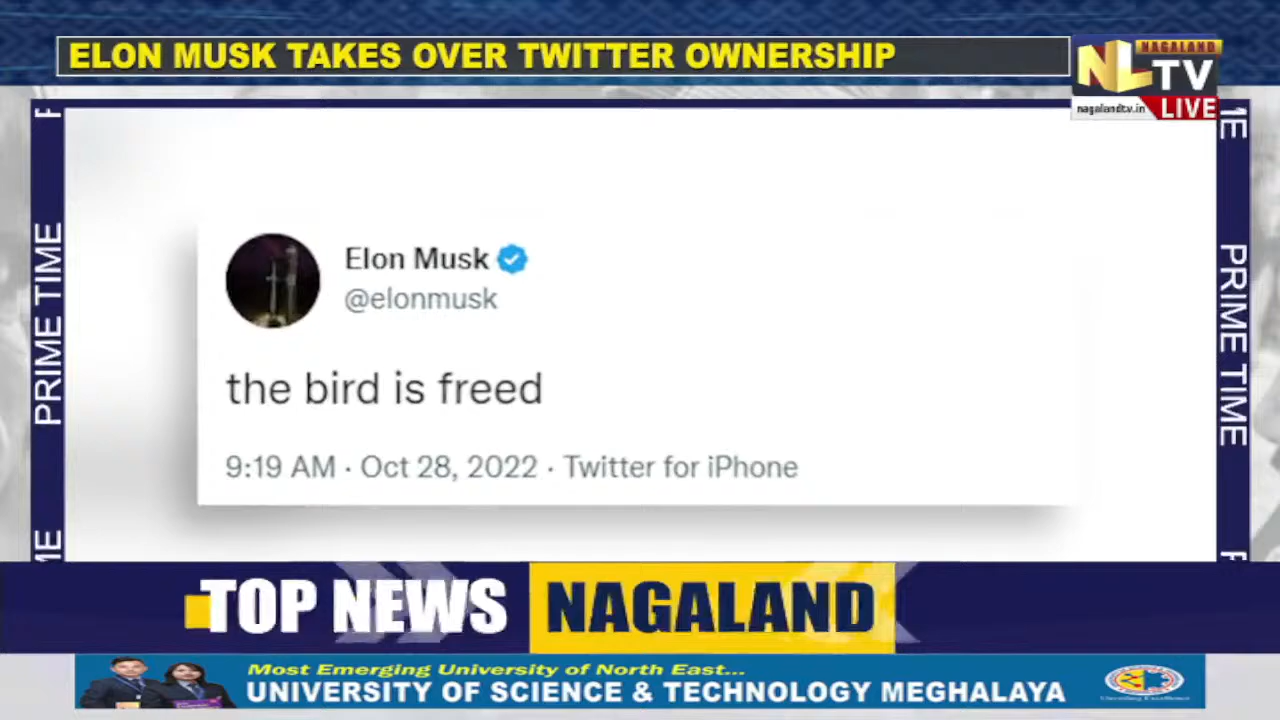 ELON MUSK TAKES OVER TWITTER OWNERSHIP
NL NAGALAND TV
nagalandtv.in LIVE
PRIME TIME
PRIME TIME
Elon Musk
@elonmusk
the bird is freed
9:19 AM · Oct 28, 2022 · Twitter for iPhone
TOP NEWS NAGALAND
Most Emerging University of North East...
UNIVERSITY OF SCIENCE & TECHNOLOGY MEGHALAYA